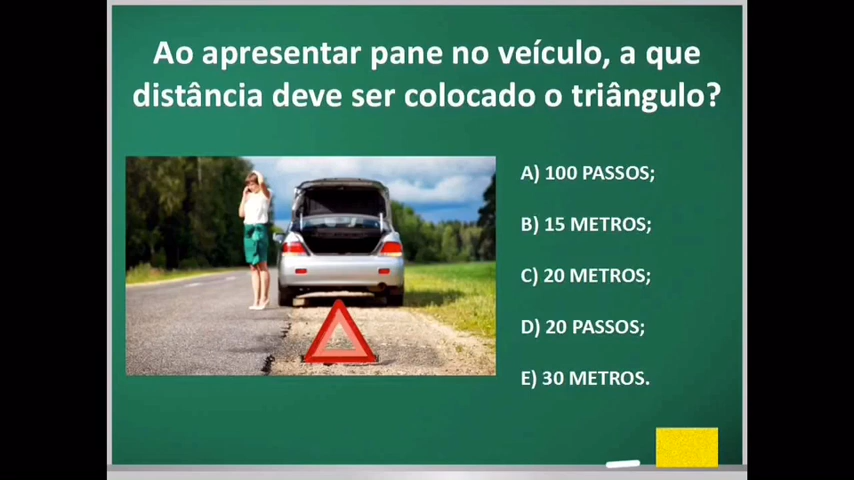 Ao apresentar pane no veículo, a que
distância deve ser colocado o triângulo?
A) 100 PASSOS;
B) 15 METROS;
C) 20 METROS;
D) 20 PASSOS;
E) 30 METROS.